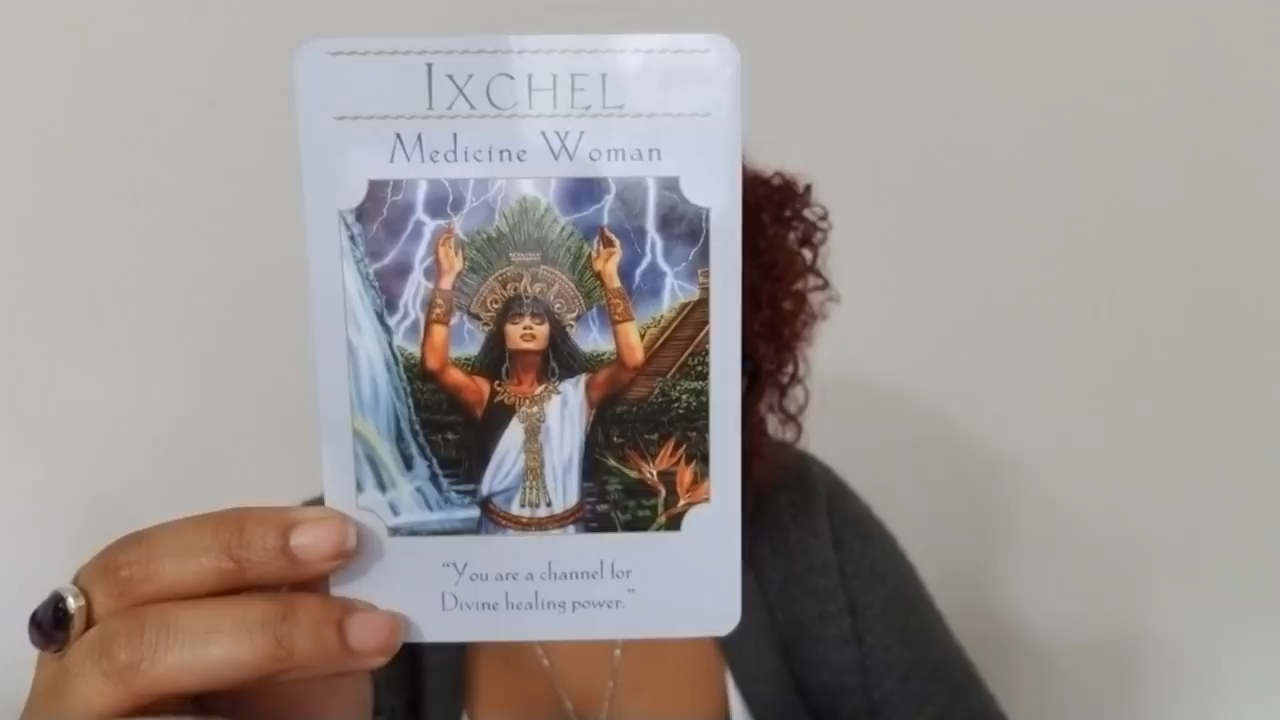 IXCHEL
Medicine Woman
“You are a channel for
Divine healing power.”